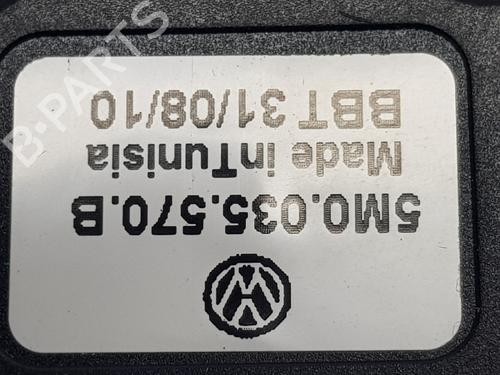 5M0.035.570.B
Made inTunisia
BBT 31/08/10
B-PARTS